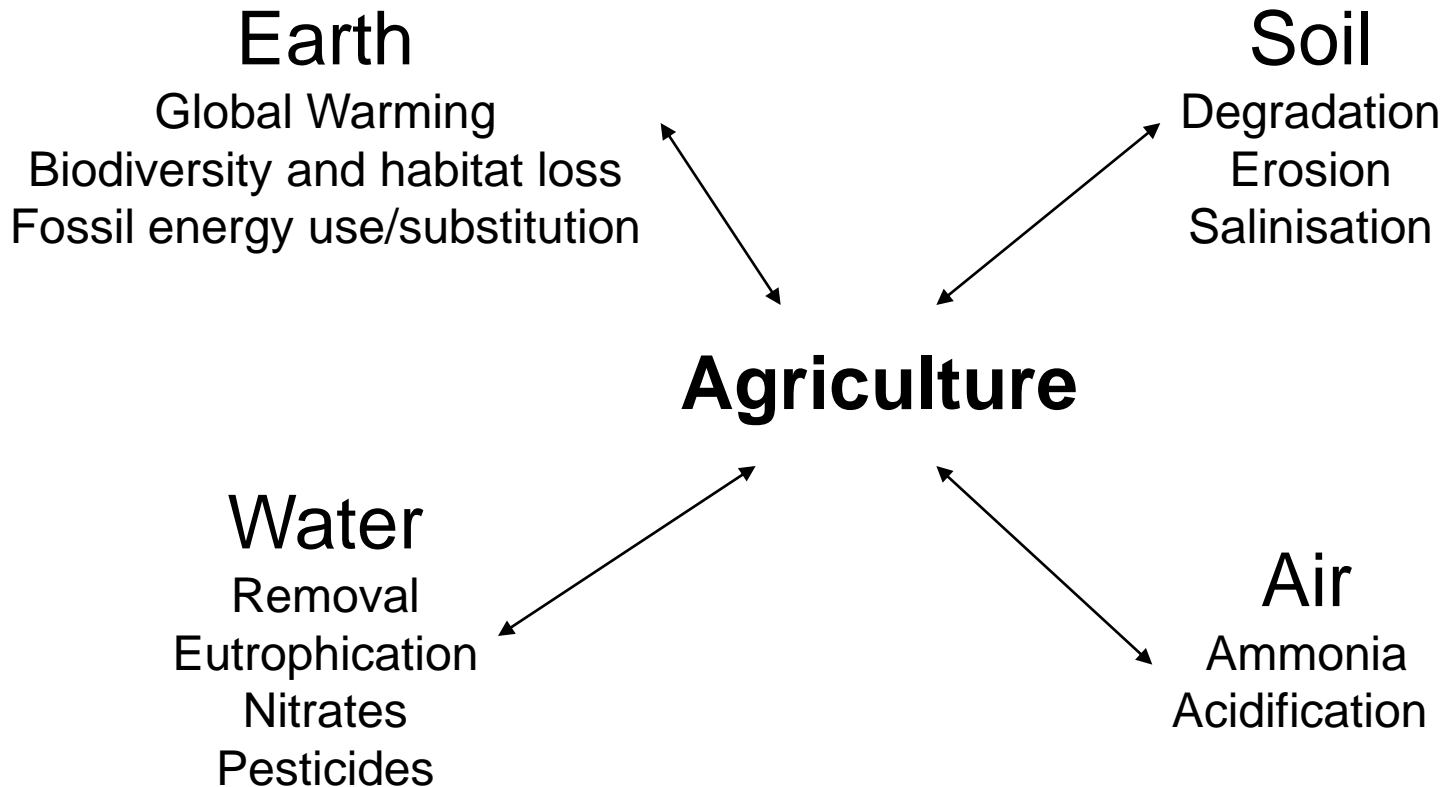 Earth
Global Warming
Biodiversity and habitat loss
Fossil energy use/substitution
Soil
Degradation
Erosion
Salinisation
Agriculture
Water
Removal
Eutrophication
Nitrates
Pesticides
Air
Ammonia
Acidification